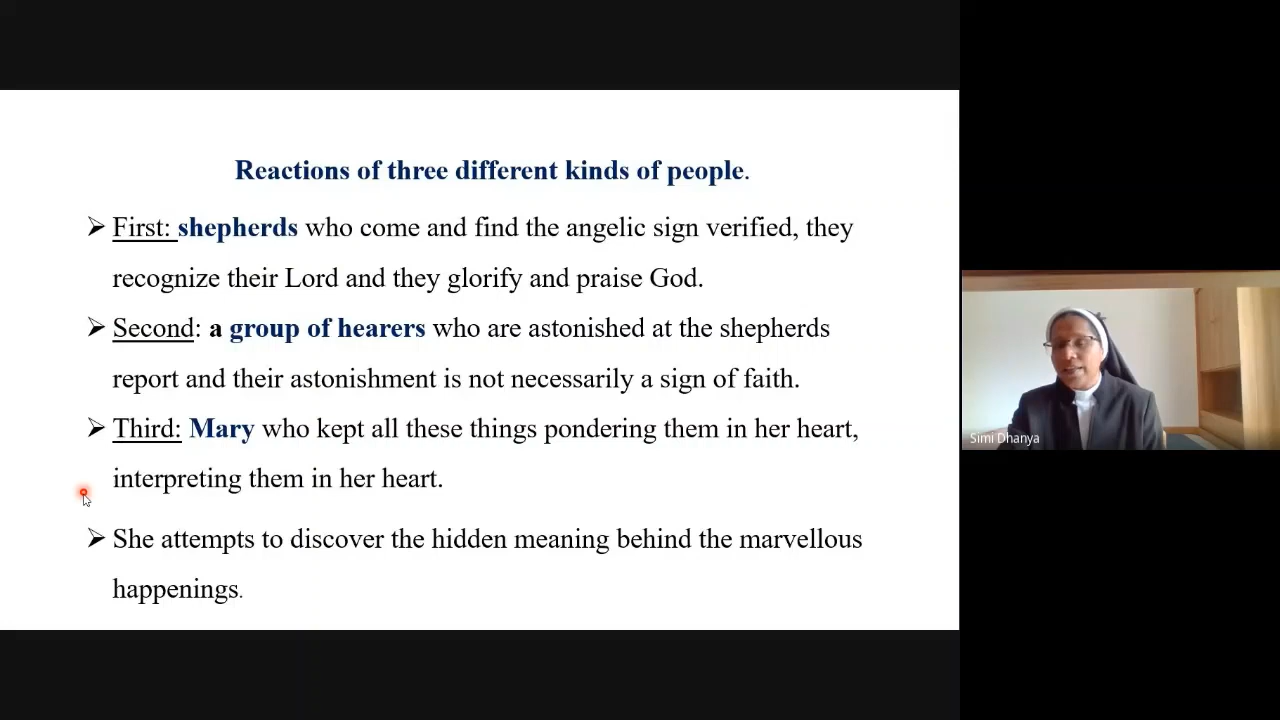 Reactions of three different kinds of people.
➢ First: shepherds who come and find the angelic sign verified, they
recognize their Lord and they glorify and praise God.
➢ Second: a group of hearers who are astonished at the shepherds
report and their astonishment is not necessarily a sign of faith.
➢ Third: Mary who kept all these things pondering them in her heart,
interpreting them in her heart.
➢ She attempts to discover the hidden meaning behind the marvellous
happenings.
Simi Dhanya